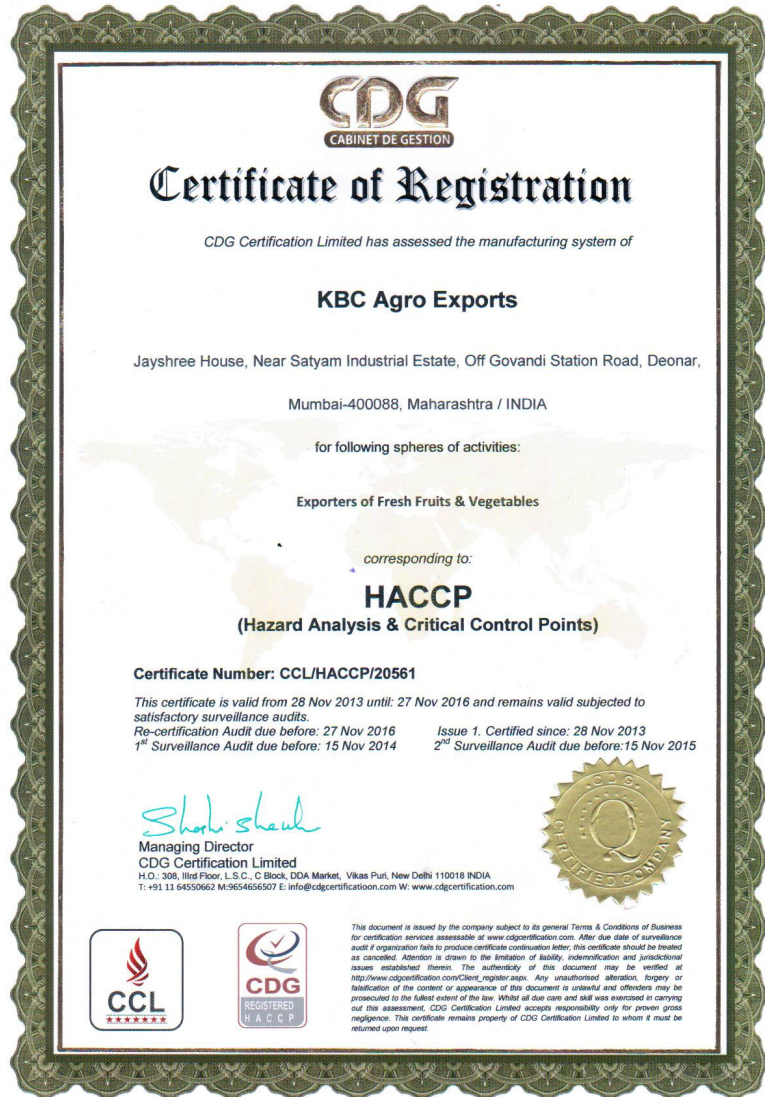 CDG
CABINET DE GESTION
Certificate of Registration
CDG Certification Limited has assessed the manufacturing system of
KBC Agro Exports
Jayshree House, Near Satyam Industrial Estate, Off Govandi Station Road, Deonar,
Mumbai-400088, Maharashtra / INDIA
for following spheres of activities:
Exporters of Fresh Fruits & Vegetables
corresponding to:
HACCP
(Hazard Analysis & Critical Control Points)
Certificate Number: CCL/HACCP/20561
This certificate is valid from 28 Nov 2013 until: 27 Nov 2016 and remains valid subjected to
satisfactory surveillance audits.
Re-certification Audit due before: 27 Nov 2016 Issue 1. Certified since: 28 Nov 2013
1st Surveillance Audit due before: 15 Nov 2014 2nd Surveillance Audit due before:15 Nov 2015
Managing Director
CDG Certification Limited
H.O.: 308, IIIrd Floor, L.S.C., C Block, DDA Market, Vikas Puri, New Delhi 110018 INDIA
T: +91 11 64550662 M:9654656507 E: info@cdgcertificatioon.com W: www.cdgcertification.com
CDG
Q
CERTIFIED COMPANY
CCL
CDG
REGISTERED
HACCP
This document is issued by the company subject to its general Terms & Conditions of Business
for certification services assessable at www.cdgcertification.com. After due date of surveillance
audit if organization fails to produce certificate continuation letter, this certificate should be treated
as cancelled. Attention is drawn to the limitation of liability, indemnification and jurisdictional
issues established therein. The authenticity of this document may be verified at
http://www.cdgcertification.com/Client_register.aspx. Any unauthorised alteration, forgery or
falsification of the content or appearance of this document is unlawful and offenders may be
prosecuted to the fullest extent of the law. Whilst all due care and skill was exercised in carrying
out this assessment, CDG Certification Limited accepts responsibility only for proven gross
negligence. This certificate remains property of CDG Certification Limited to whom it must be
returned upon request.